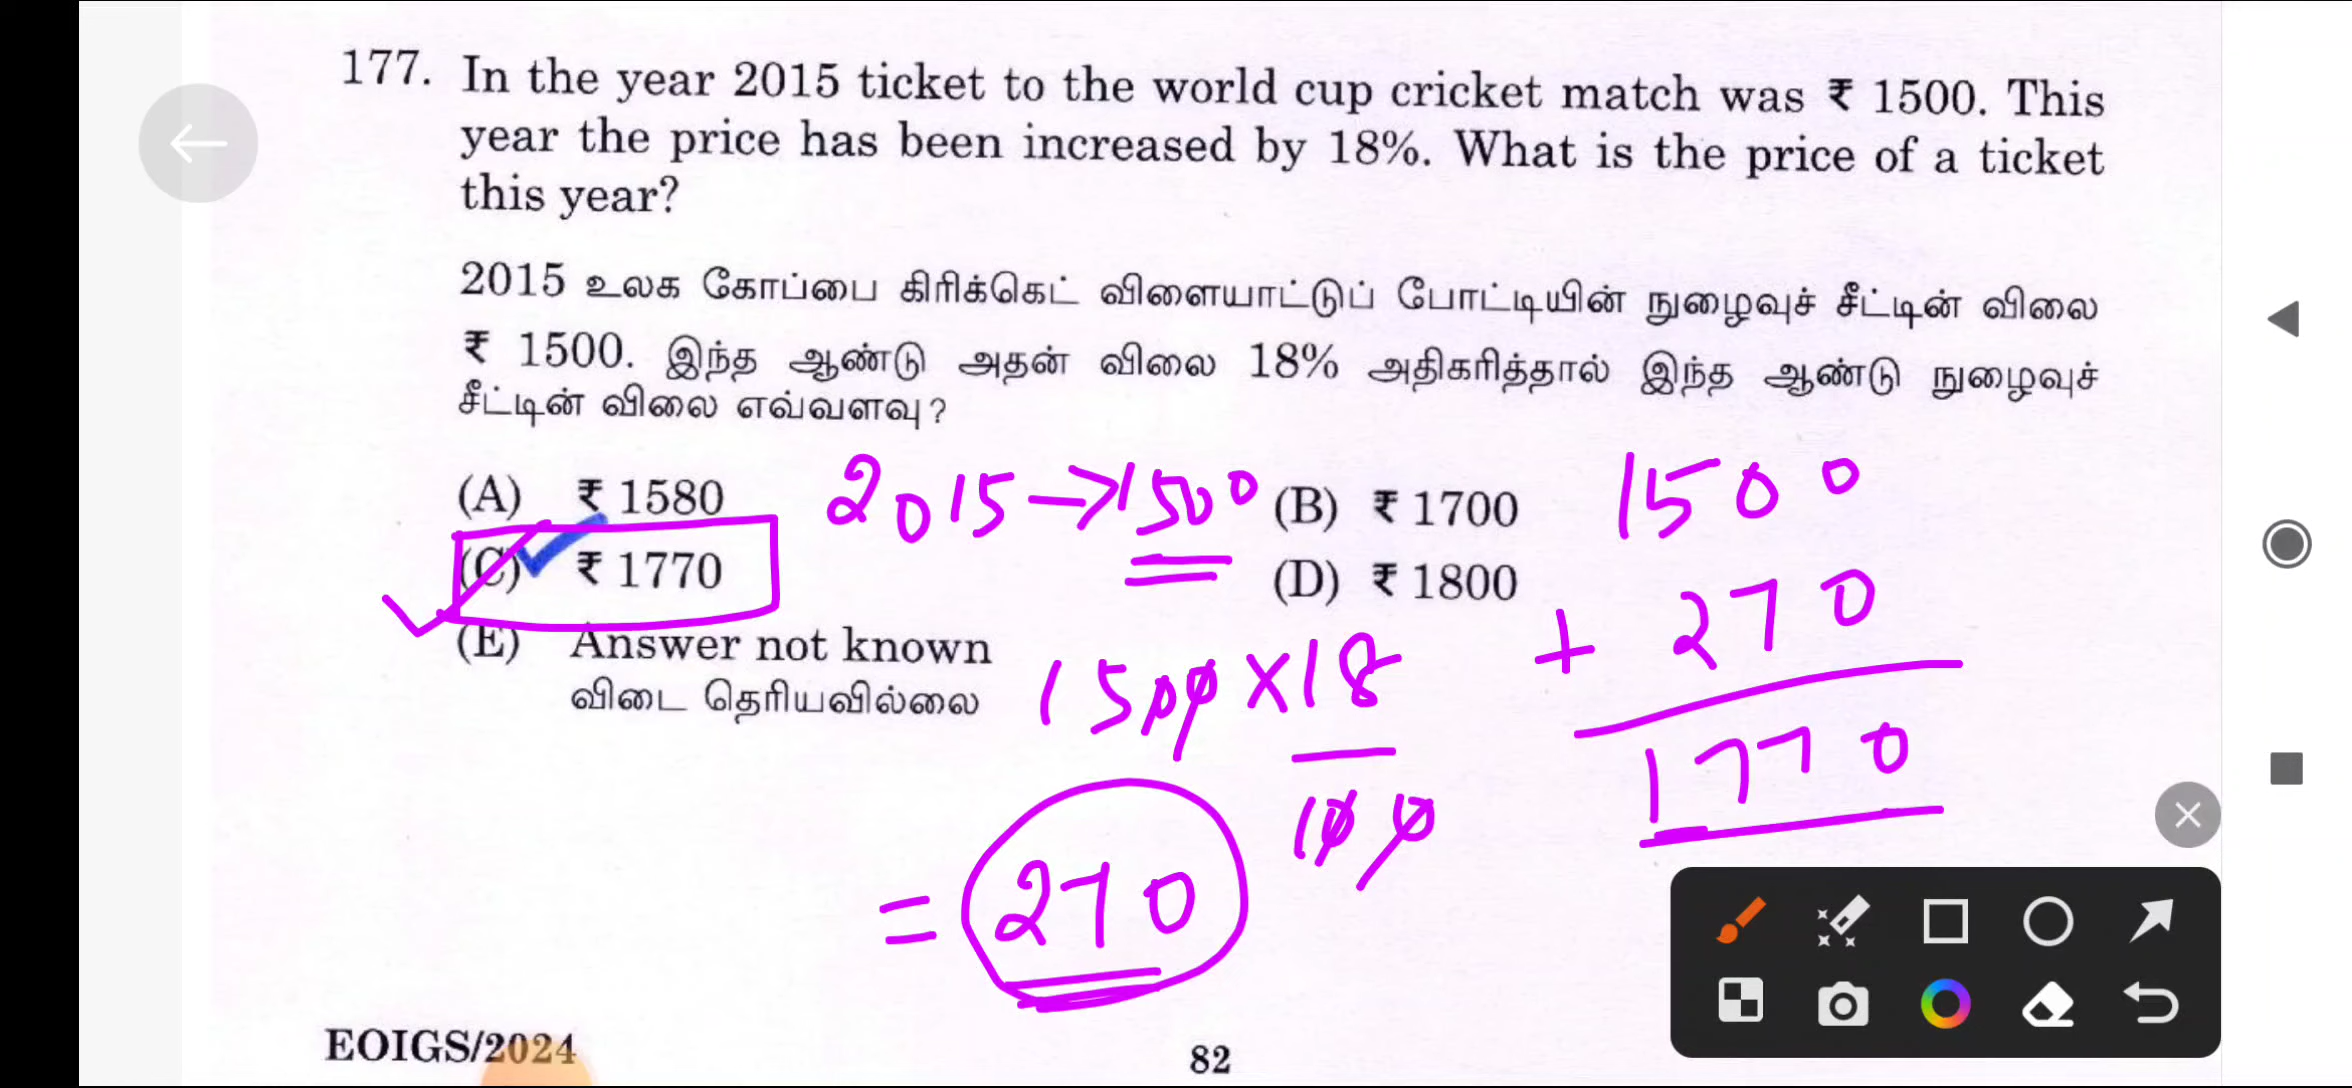 177. In the year 2015 ticket to the world cup cricket match was ₹ 1500. This
year the price has been increased by 18%. What is the price of a ticket
this year?
2015 உலக கோப்பை கிரிக்கெட் விளையாட்டுப் போட்டியின் நுழைவுச் சீட்டின் விலை
₹ 1500. இந்த ஆண்டு அதன் விலை 18% அதிகரித்தால் இந்த ஆண்டு நுழைவுச்
சீட்டின் விலை எவ்வளவு?
(A) ₹ 1580
(B) ₹ 1700
(C) ₹ 1770
(D) ₹ 1800
(E) Answer not known
விடை தெரியவில்லை
2015→1500
1500×18
100
= 270
1500
+ 270
1770
EOIGS/2024
82